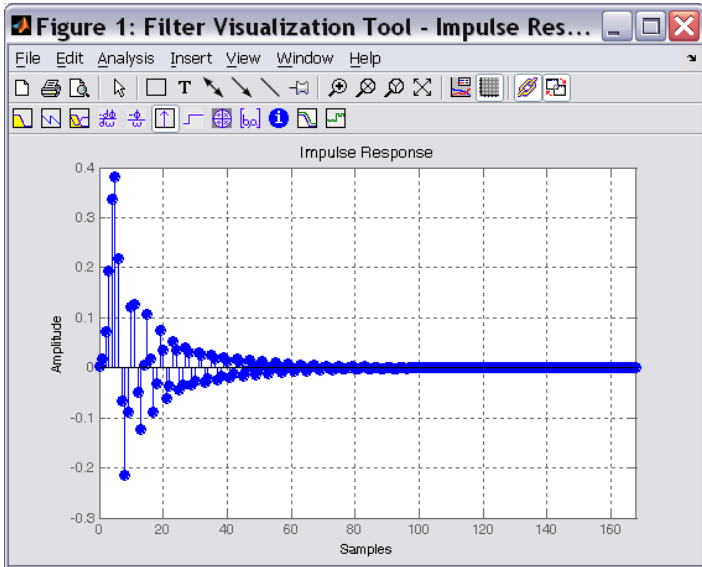 Figure 1: Filter Visualization Tool - Impulse Res...
File Edit Analysis Insert View Window Help
T
[b,a]
i
Impulse Response
0.4
0.3
0.2
0.1
0
-0.1
-0.2
-0.3
Amplitude
0 20 40 60 80 100 120 140 160
Samples